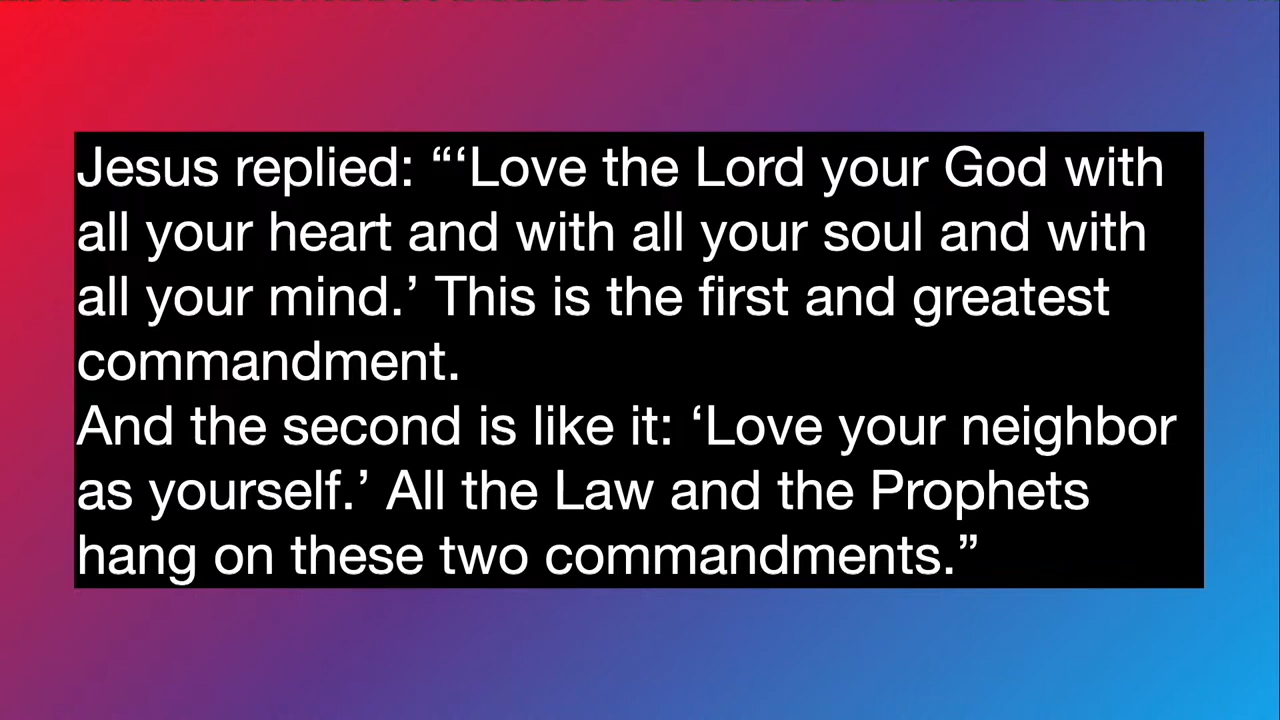 Jesus replied: “‘Love the Lord your God with
all your heart and with all your soul and with
all your mind.’ This is the first and greatest
commandment.
And the second is like it: ‘Love your neighbor
as yourself.’ All the Law and the Prophets
hang on these two commandments.”